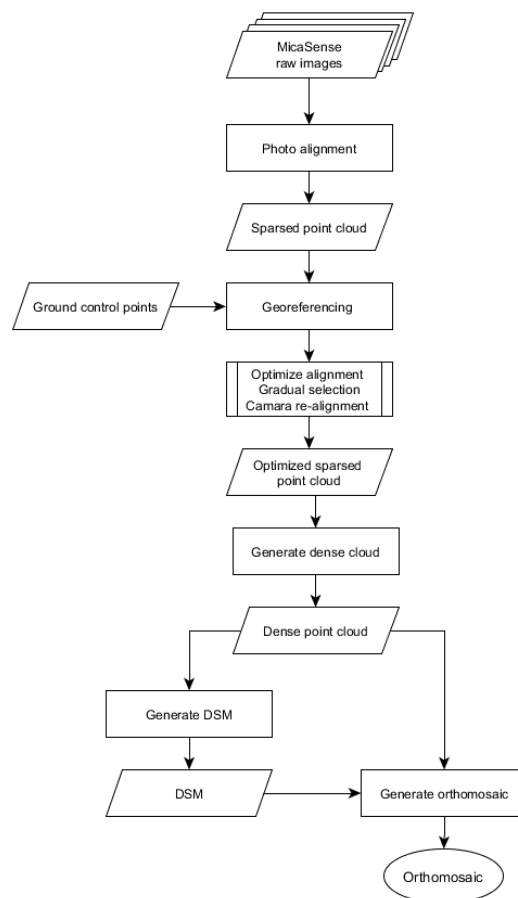 MicaSense
raw images
Photo alignment
Sparsed point cloud
Ground control points
Georeferencing
Optimize alignment
Gradual selection
Camara re-alignment
Optimized sparsed
point cloud
Generate dense cloud
Dense point cloud
Generate DSM
DSM
Generate orthomosaic
Orthomosaic